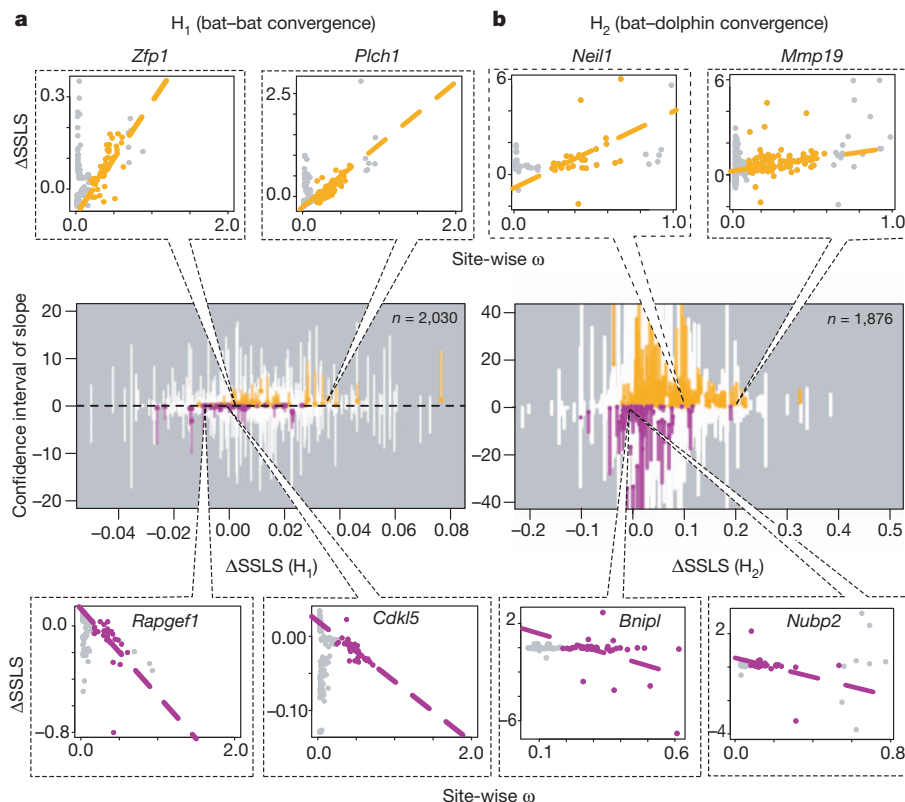 a
H1 (bat–bat convergence)
b
H2 (bat–dolphin convergence)
Zfp1
Plch1
Neil1
Mmp19
ΔSSLS
0.3
0.0
0
2.0
2.5
0.0
0
2.0
6
0
0
1.0
6
0
0
1.0
Site-wise ω
Site-wise ω
Confidence interval of slope
20
10
0
−10
−20
n = 2,030
−0.04
−0.02
0.00
0.02
0.04
0.06
0.08
ΔSSLS (H1)
40
20
0
−20
−40
n = 1,876
−0.2
−0.1
0.0
0.1
0.2
0.3
0.4
0.5
ΔSSLS (H2)
ΔSSLS
Rapgef1
0.0
−0.8
0.0
2.0
Cdkl5
0.00
−0.10
0.0
2.0
Bnipl
2
−6
0.1
0.6
Nubp2
2
−4
0.0
0.8
Site-wise ω
Site-wise ω